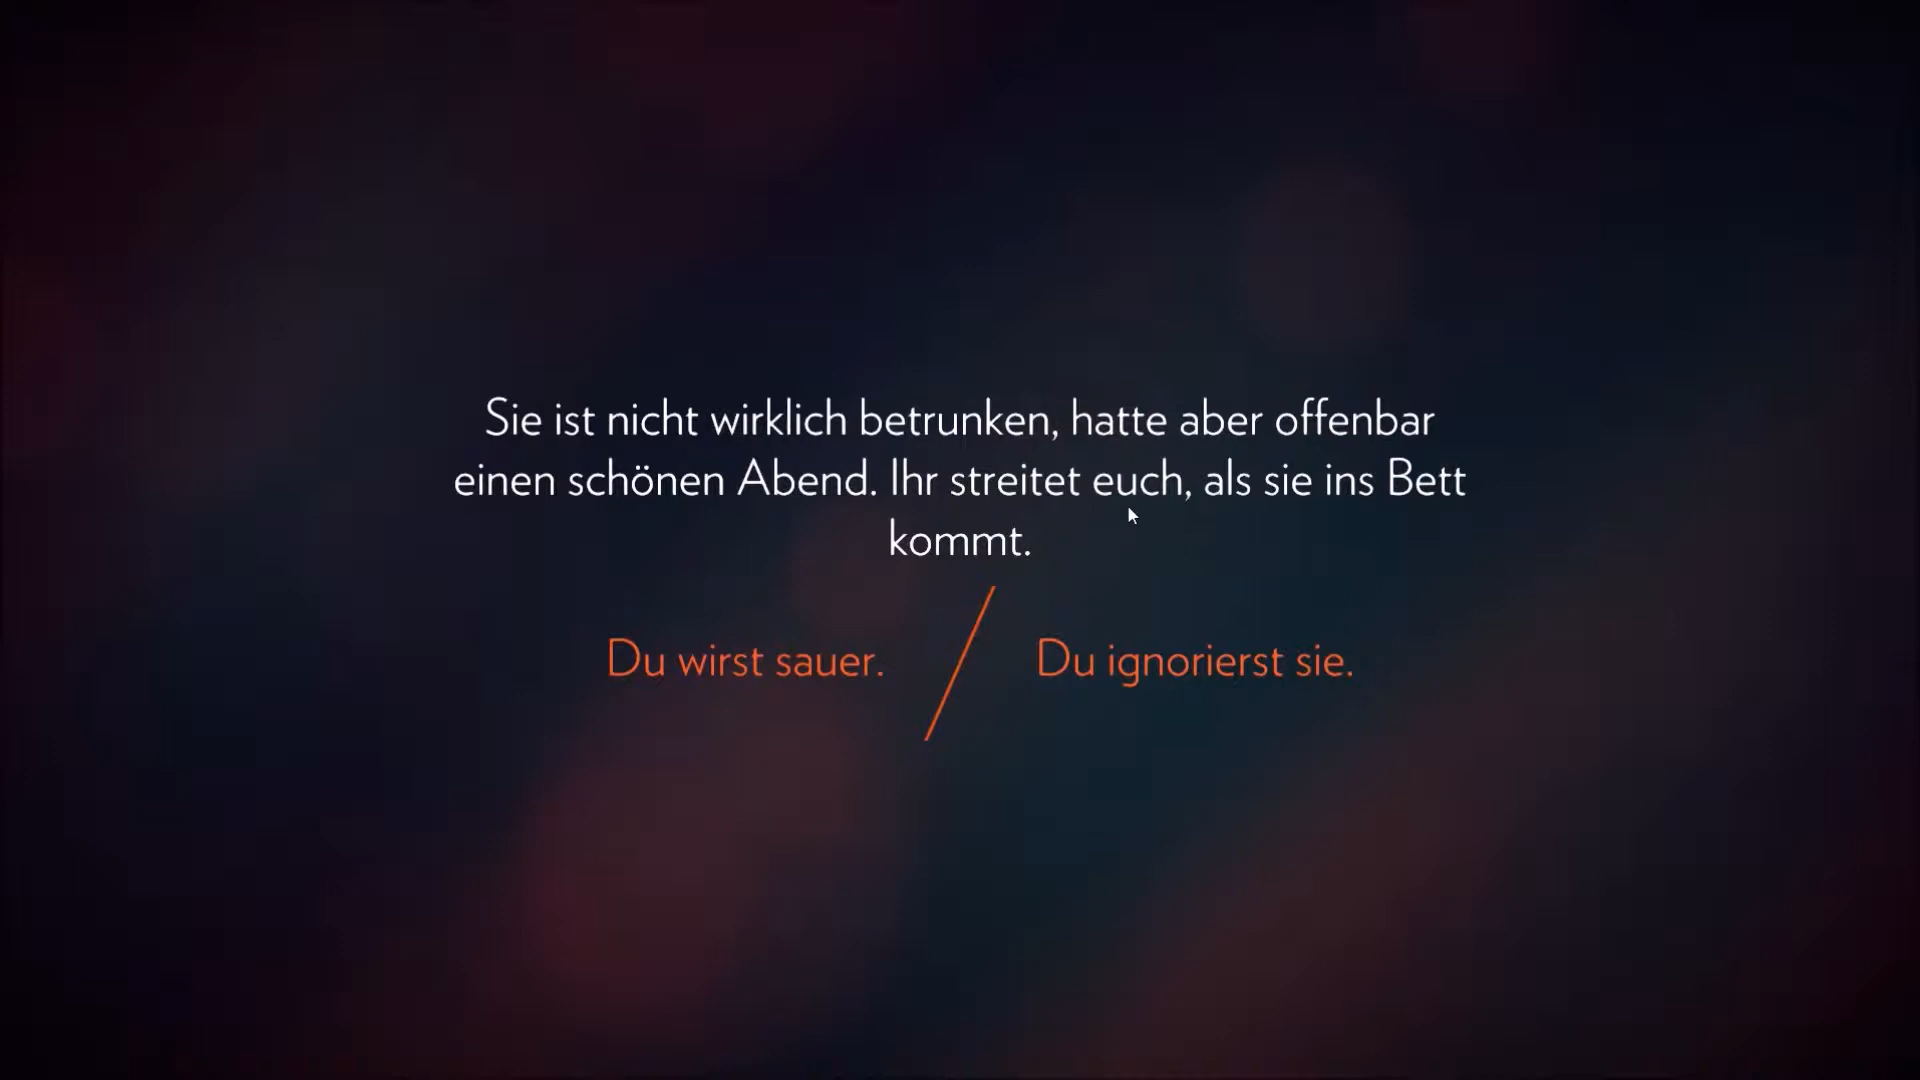 Sie ist nicht wirklich betrunken, hatte aber offenbar
einen schönen Abend. Ihr streitet euch, als sie ins Bett
kommt.
Du wirst sauer.
Du ignorierst sie.